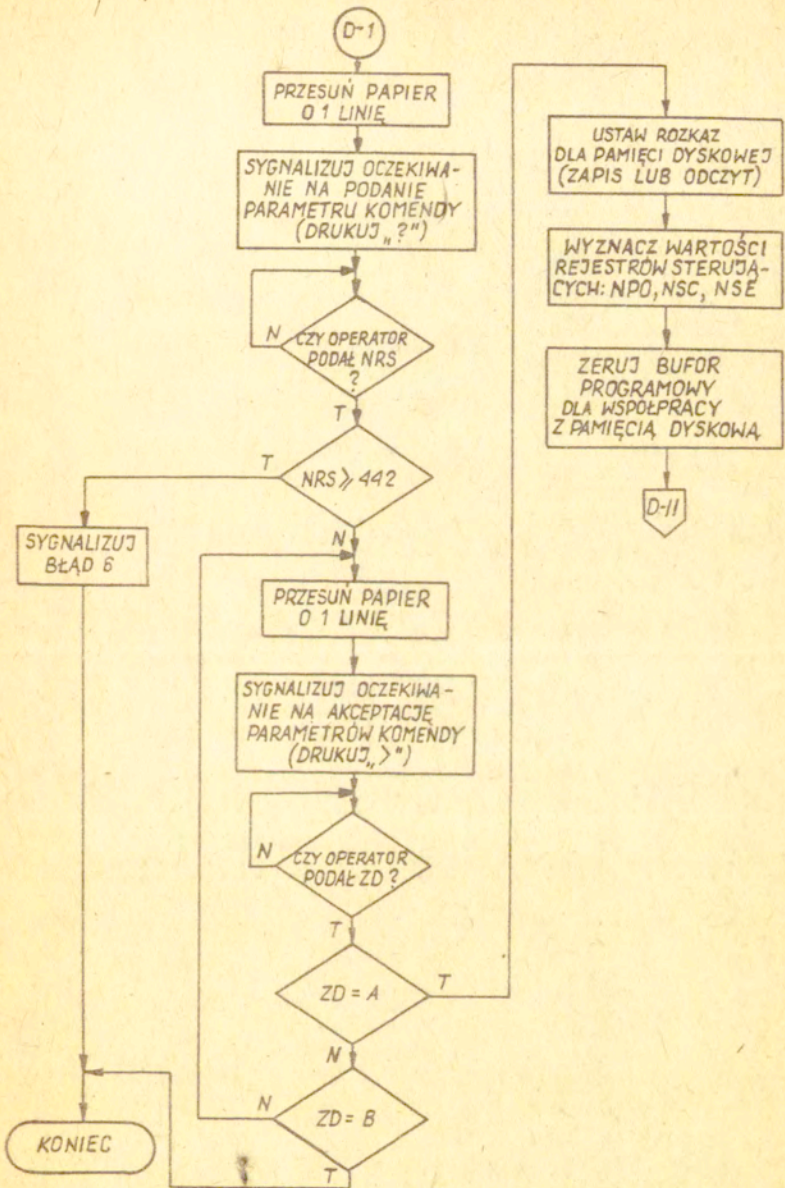 D-1
PRZESUŃ PAPIER
O 1 LINIĘ
SYGNALIZUJ OCZEKIWA-
NIE NA PODANIE
PARAMETRU KOMENDY
(DRUKUJ „?")
N
CZY OPERATOR
PODAŁ NRS
?
T
NRS ⩾ 442
T
N
SYGNALIZUJ
BŁĄD 6
PRZESUŃ PAPIER
O 1 LINIĘ
SYGNALIZUJ OCZEKIWA-
NIE NA AKCEPTACJĘ
PARAMETRÓW KOMENDY
(DRUKUJ „>")
N
CZY OPERATOR
PODAŁ ZD ?
T
ZD = A
T
N
ZD = B
N
T
KONIEC
USTAW ROZKAZ
DLA PAMIĘCI DYSKOWEJ
(ZAPIS LUB ODCZYT)
WYZNACZ WARTOŚCI
REJESTRÓW STERUJĄ-
CYCH: NPO, NSC, NSE
ZERUJ BUFOR
PROGRAMOWY
DLA WSPÓŁPRACY
Z PAMIĘCIĄ DYSKOWĄ
D-II